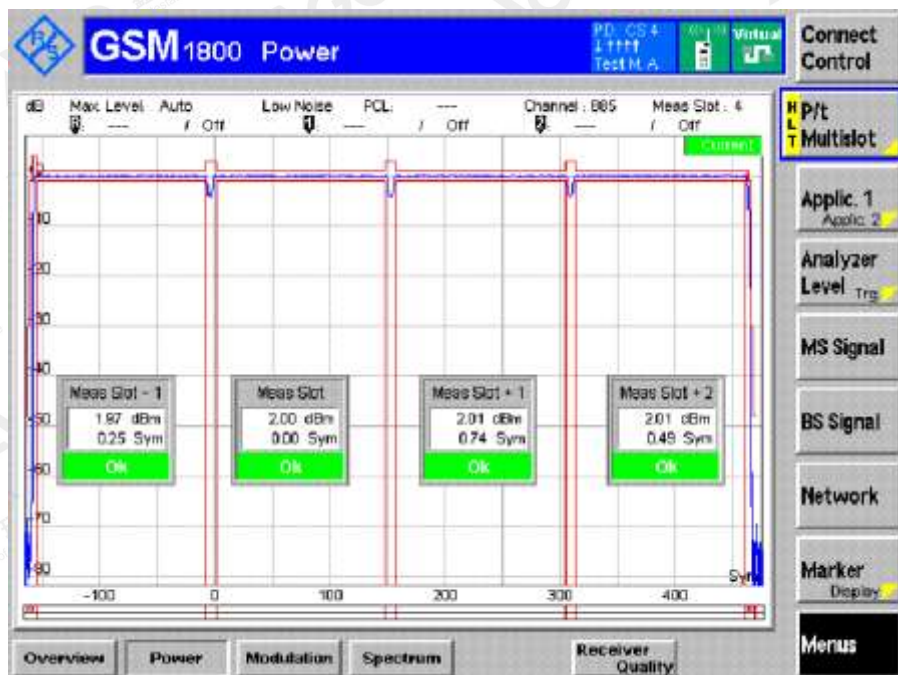 R/S
GSM 1800 Power
PD: CS4
Test M. A
Virtual
Connect
Control
dB Max. Level: Auto Low Noise PCL: --- Channel : 885 Meas Slot : 4
--- / Off 1: --- / Off 2: --- / Off
Current
HLT
P/t
Multislot
Applic. 1
Applic. 2
Analyzer
Level Trg.
MS Signal
BS Signal
Network
Marker
Display
Menus
-10
-20
-30
-40
-50
-60
-70
-80
Meas Slot - 1
1.97 dBm
0.25 Sym
Ok
Meas Slot
2.00 dBm
0.00 Sym
Ok
Meas Slot + 1
2.01 dBm
0.74 Sym
Ok
Meas Slot + 2
2.01 dBm
0.49 Sym
Ok
Sym
-100 0 100 200 300 400
Overview Power Modulation Spectrum Receiver Quality